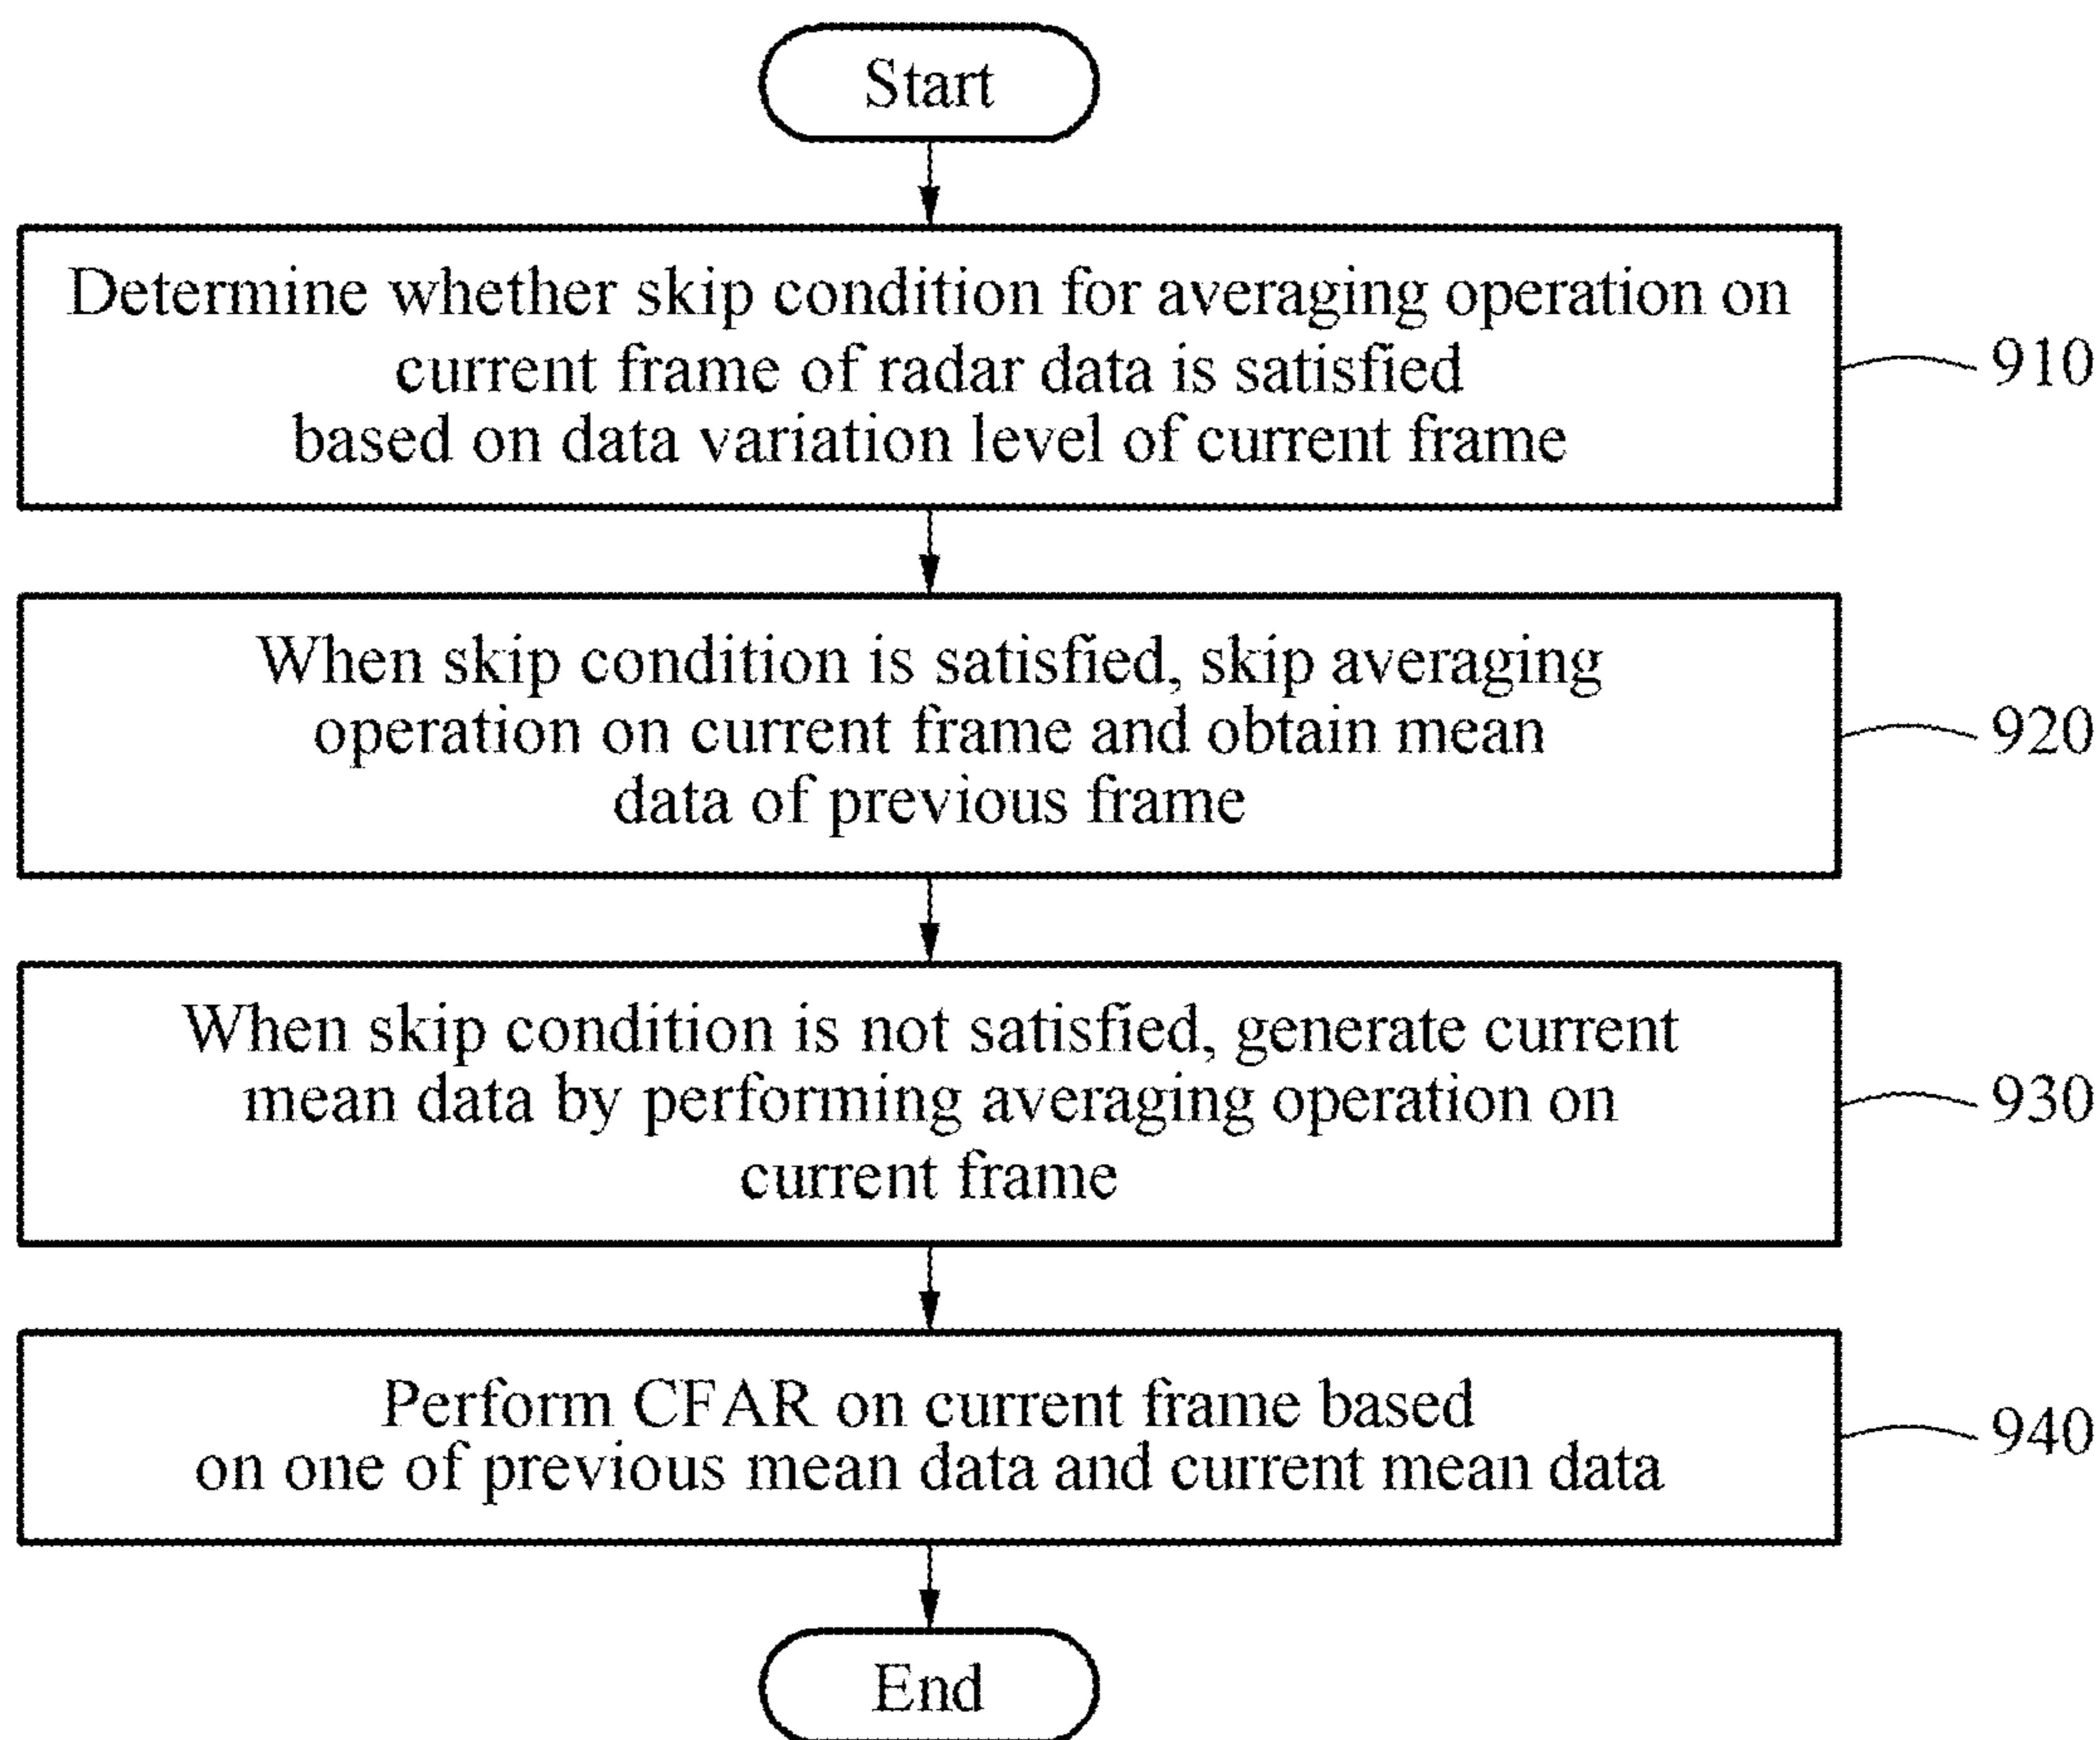 Start
Determine whether skip condition for averaging operation on
current frame of radar data is satisfied
based on data variation level of current frame
910
When skip condition is satisfied, skip averaging
operation on current frame and obtain mean
data of previous frame
920
When skip condition is not satisfied, generate current
mean data by performing averaging operation on
current frame
930
Perform CFAR on current frame based
on one of previous mean data and current mean data
940
End